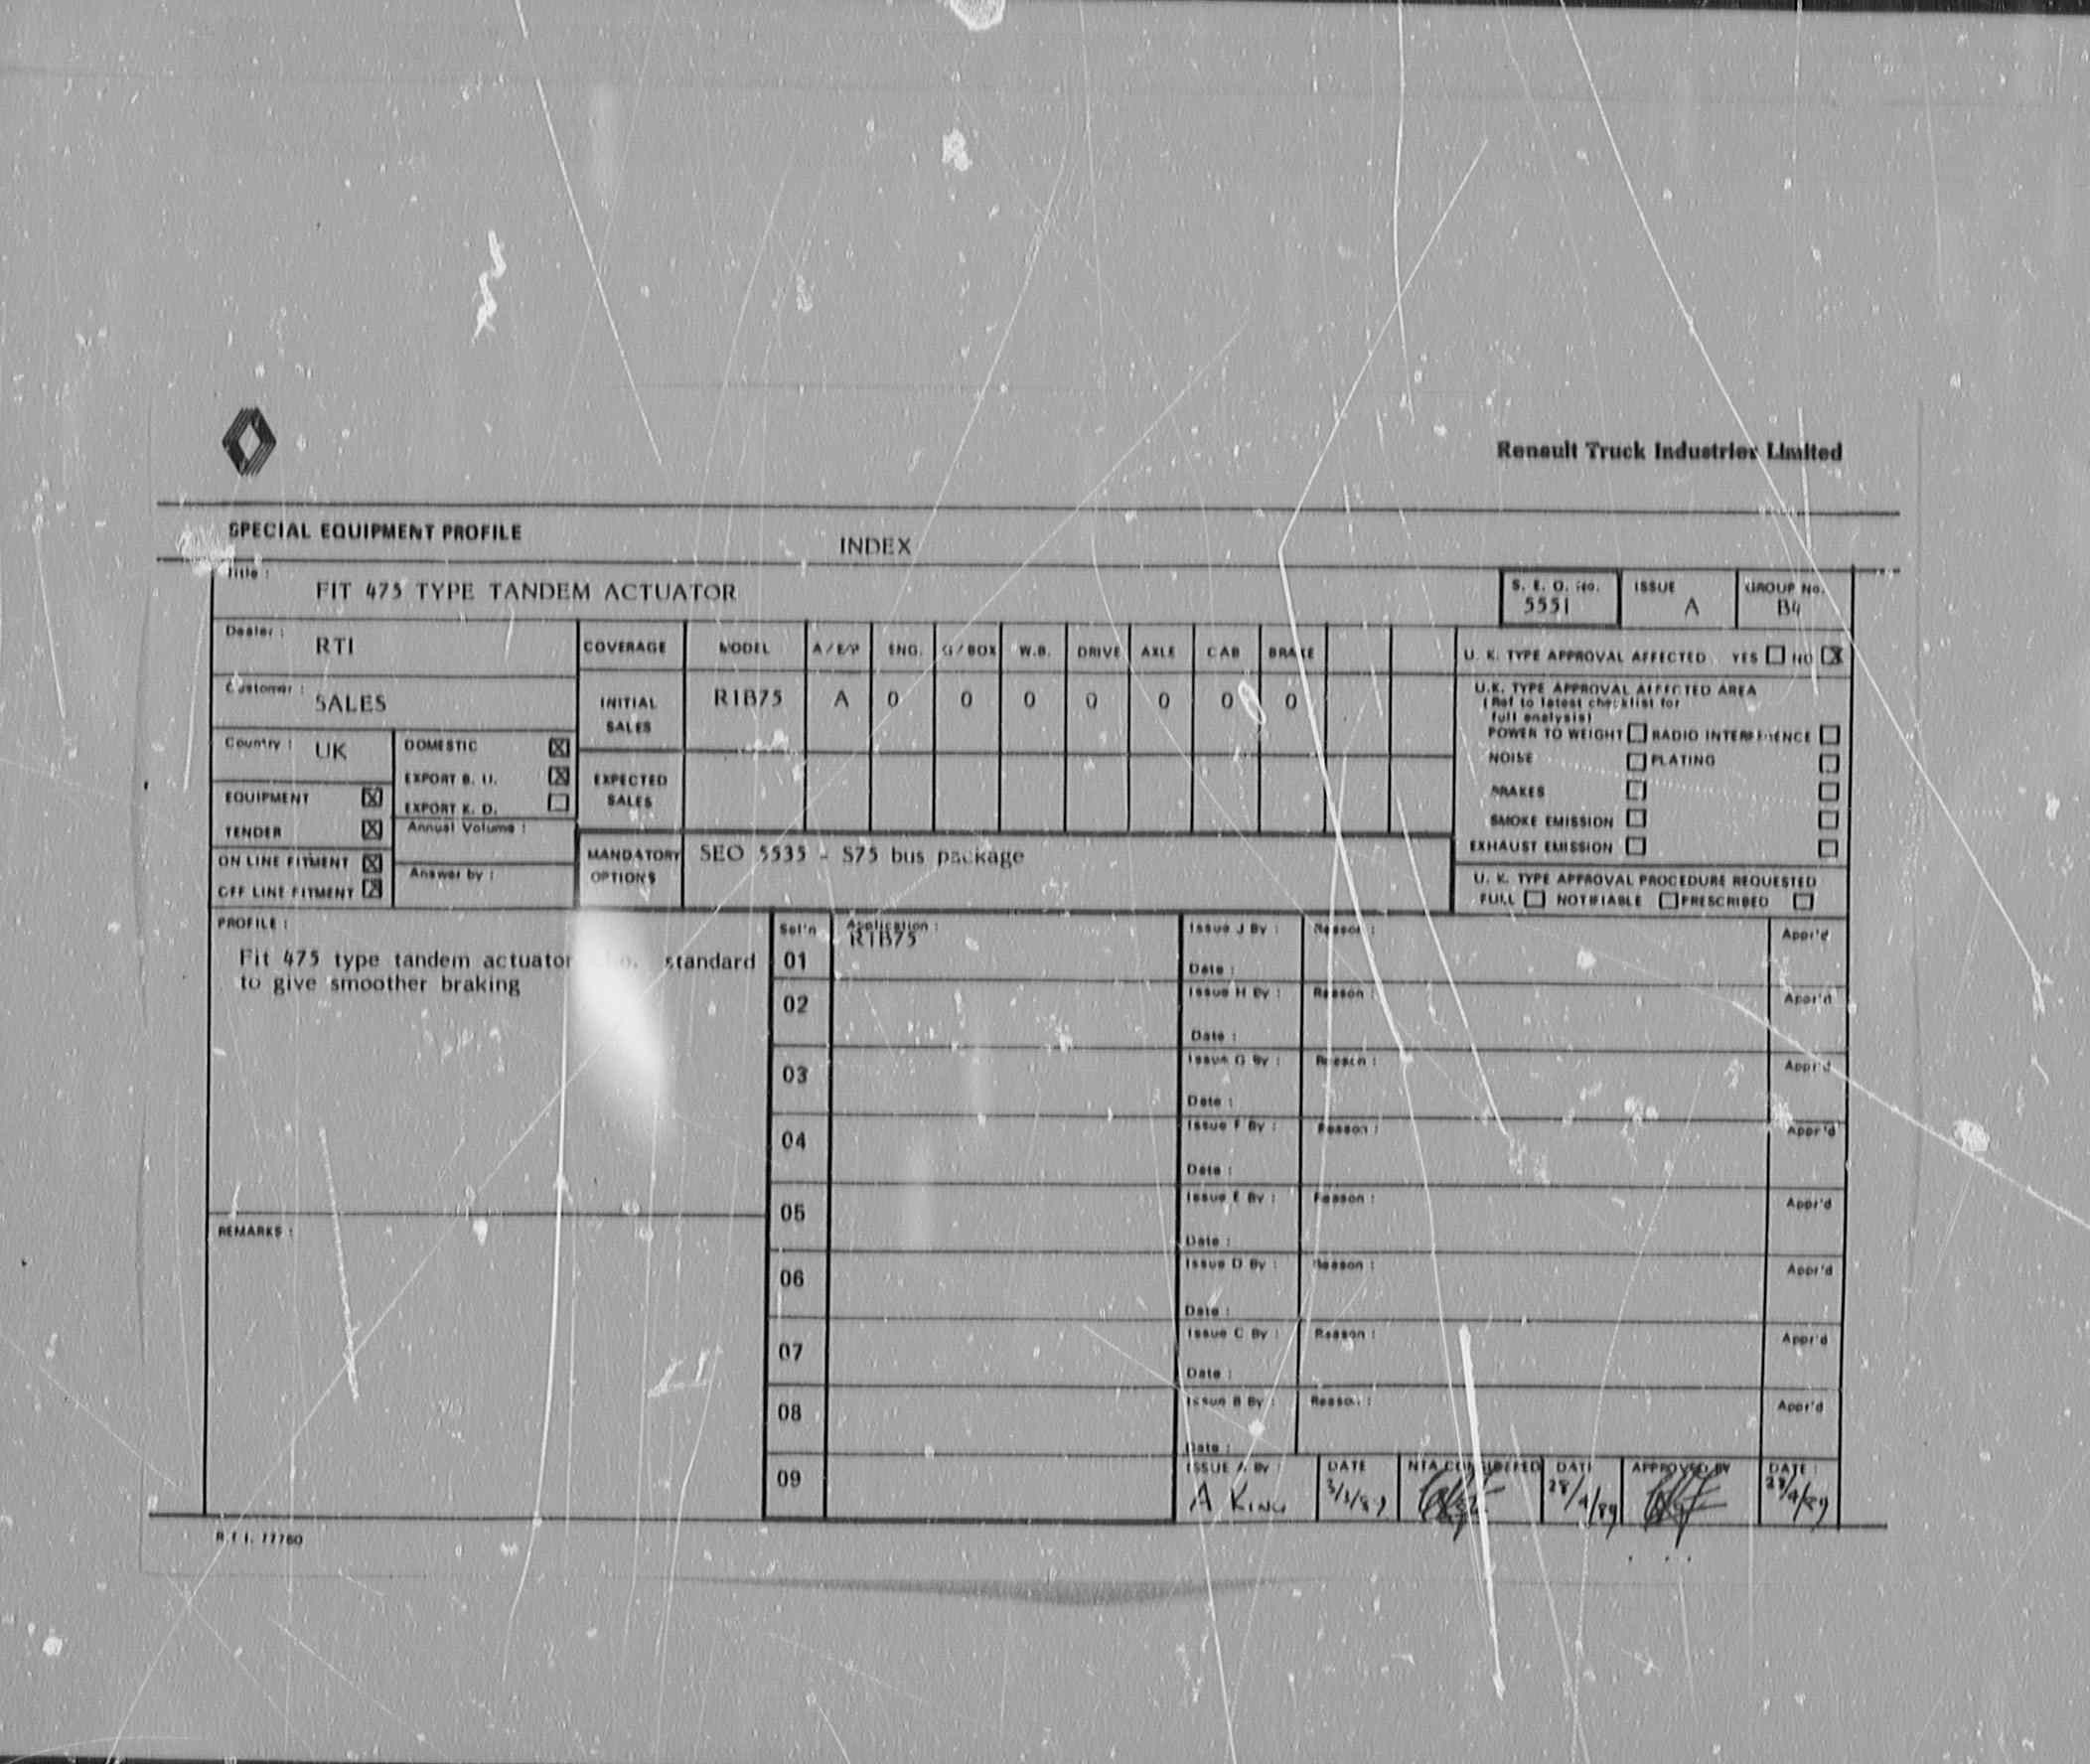 Renault Truck Industries Limited
SPECIAL EQUIPMENT PROFILE
INDEX
Title :
FIT 475 TYPE TANDEM ACTUATOR
S. E. O. No.
5551
ISSUE
A
GROUP No.
B4
Dealer :
RTI
Customer :
SALES
Country :
UK
DOMESTIC
EXPORT B. U.
EXPORT K. D.
EQUIPMENT
TENDER
Annual Volume :
ON LINE FITMENT
OFF LINE FITMENT
Answer by :
COVERAGE MODEL A/E/P ENG. G/BOX W.B. DRIVE AXLE CAB BRAKE
INITIAL SALES R1B75 A 0 0 0 0 0 0 0
EXPECTED SALES
MANDATORY OPTIONS
SEO 5535 - S75 bus package
U. K. TYPE APPROVAL AFFECTED YES NO X
U.K. TYPE APPROVAL AFFECTED AREA
(Ref to latest checklist for
full analysis)
POWER TO WEIGHT RADIO INTERFERENCE
NOISE PLATING
BRAKES
SMOKE EMISSION
EXHAUST EMISSION
U. K. TYPE APPROVAL PROCEDURE REQUESTED
FULL NOTIFIABLE PRESCRIBED
PROFILE :
Fit 475 type tandem actuator standard
to give smoother braking
REMARKS :
Sel'n Application :
01 R1B75
02
03
04
05
06
07
08
09
Issue J By : Reason : Appr'd
Date :
Issue H By : Reason : Appr'd
Date :
Issue G By : Reason : Appr'd
Date :
Issue F By : Reason : Appr'd
Date :
Issue E By : Reason : Appr'd
Date :
Issue D By : Reason : Appr'd
Date :
Issue C By : Reason : Appr'd
Date :
Issue B By : Reason : Appr'd
Date :
ISSUE A By : DATE NTA CONSIDERED DATE APPROVED BY DATE :
A KING 3/3/89 28/4/89 28/4/89
R T I. 77760